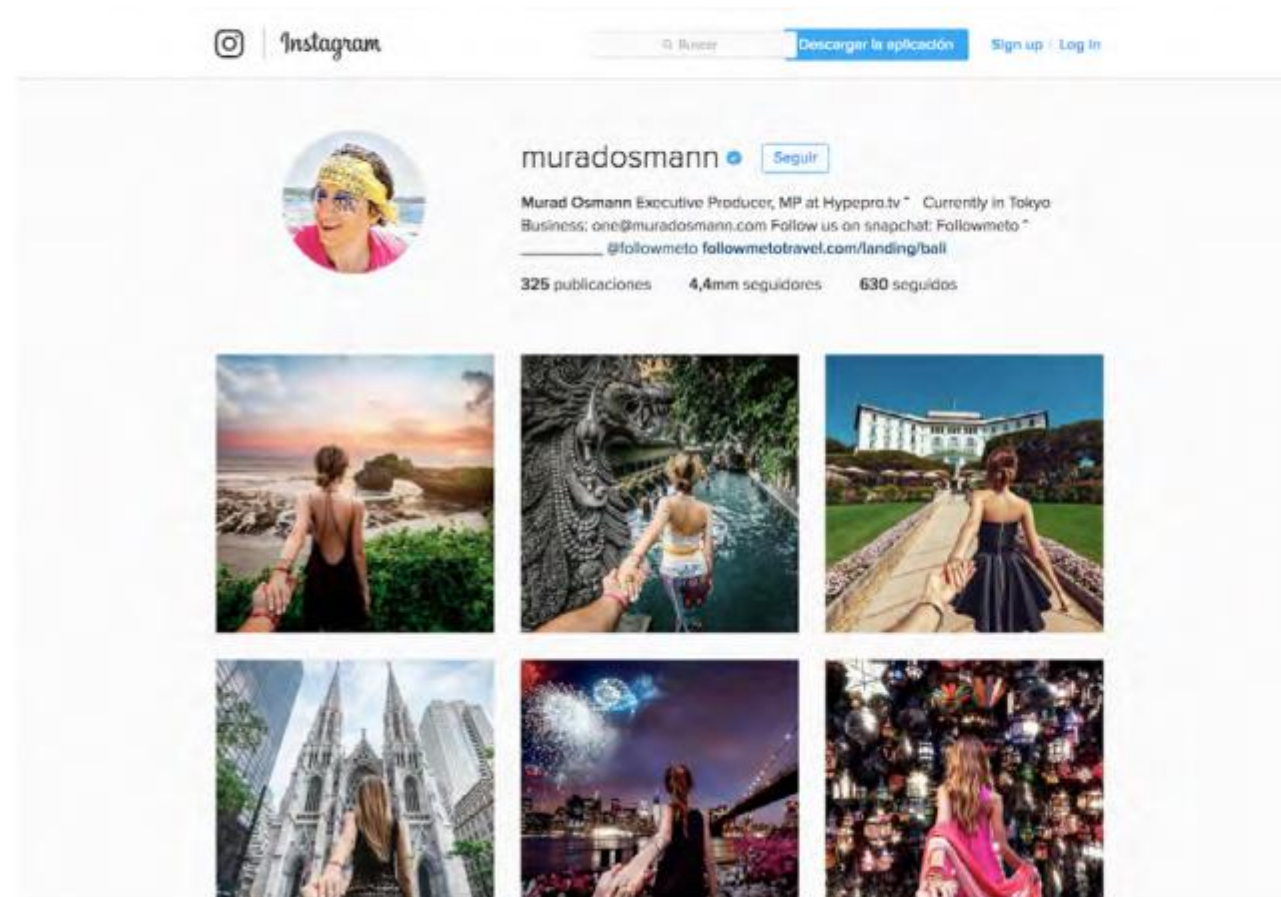 Instagram
Buscar Descargar la aplicación Sign up Log in
muradosmann Seguir
Murad Osmann Executive Producer, MP at Hypepro.tv ˜ Currently in Tokyo
Business: one@muradosmann.com Follow us on snapchat: Followmeto ˜
__________ @followmeto followmetotravel.com/landing/bali
325 publicaciones 4,4mm seguidores 630 seguidos